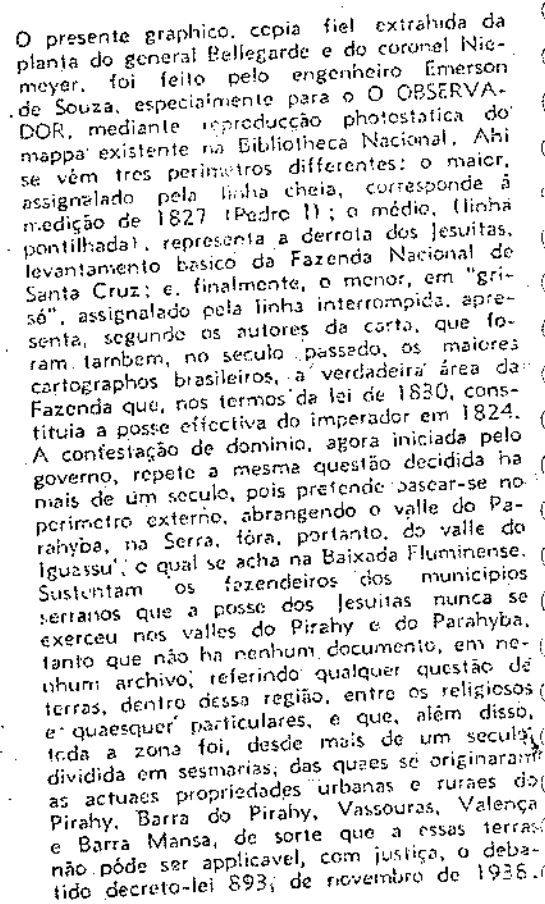 O presente graphico, copia fiel extrahida da
planta do general Bellegarde e do coronel Nie-
meyer, foi feito pelo engenheiro Emerson
de Souza, especialmente para o O OBSERVA-
DOR, mediante reproducção photostatica do
mappa existente na Bibliotheca Nacional. Ahi
se vêm tres perimetros differentes: o maior,
assignalado pela linha cheia, corresponde á
medição de 1827 (Pedro I); o médio, (linha
pontilhada), representa a derrota dos Jesuitas,
levantamento basico da Fazenda Nacional de
Santa Cruz; e, finalmente, o menor, em "gri-
sé", assignalado pela linha interrompida, apre-
senta, segundo os autores da carta, que fo-
ram tambem, no seculo passado, os maiores
cartographos brasileiros, a verdadeira área da
Fazenda que, nos termos da lei de 1830, cons-
tituia a posse effectiva do imperador em 1824.
A contestação de dominio, agora iniciada pelo
governo, repete a mesma questão decidida ha
mais de um seculo, pois pretende basear-se no
perimetro externo, abrangendo o valle do Pa-
rahyba, na Serra, fóra, portanto, do valle do
Iguassu', o qual se acha na Baixada Fluminense.
Sustentam os fazendeiros dos municipios
serranos que a posse dos Jesuitas nunca se
exerceu nos valles do Pirahy e do Parahyba,
tanto que não ha nenhum documento, em ne-
nhum archivo, referindo qualquer questão de
terras, dentro dessa região, entre os religiosos
e quaesquer particulares, e que, além disso,
toda a zona foi, desde mais de um seculo,
dividida em sesmarias, das quaes se originaram
as actuaes propriedades urbanas e ruraes do
Pirahy, Barra do Pirahy, Vassouras, Valença
e Barra Mansa, de sorte que a essas terras
não póde ser applicavel, com justiça, o deba-
tido decreto-lei 893, de novembro de 1938.